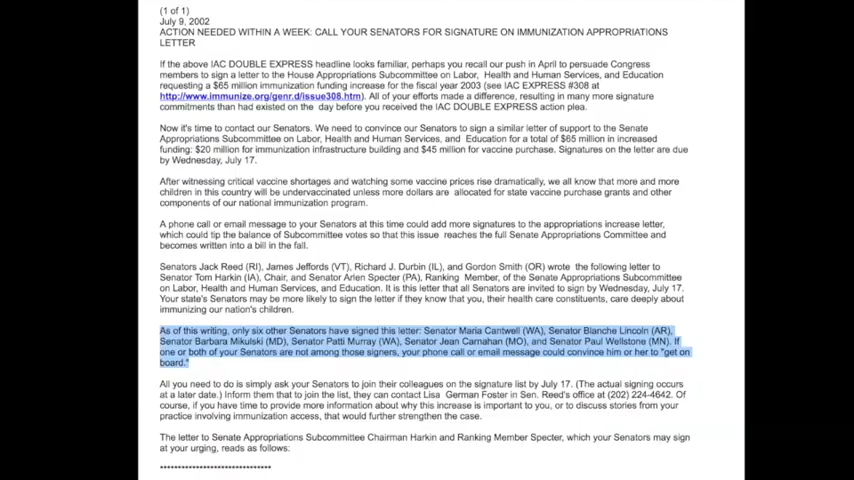 (1 of 1)
July 9, 2002
ACTION NEEDED WITHIN A WEEK: CALL YOUR SENATORS FOR SIGNATURE ON IMMUNIZATION APPROPRIATIONS
LETTER
If the above IAC DOUBLE EXPRESS headline looks familiar, perhaps you recall our push in April to persuade Congress
members to sign a letter to the House Appropriations Subcommittee on Labor, Health and Human Services, and Education
requesting a $65 million immunization funding increase for the fiscal year 2003 (see IAC EXPRESS #308 at
http://www.immunize.org/genr.d/issue308.htm). All of your efforts made a difference, resulting in many more signature
commitments than had existed on the day before you received the IAC DOUBLE EXPRESS action plea.
Now it's time to contact our Senators. We need to convince our Senators to sign a similar letter of support to the Senate
Appropriations Subcommittee on Labor, Health and Human Services, and Education for a total of $65 million in increased
funding: $20 million for immunization infrastructure building and $45 million for vaccine purchase. Signatures on the letter are due
by Wednesday, July 17.
After witnessing critical vaccine shortages and watching some vaccine prices rise dramatically, we all know that more and more
children in this country will be undervaccinated unless more dollars are allocated for state vaccine purchase grants and other
components of our national immunization program.
A phone call or email message to your Senators at this time could add more signatures to the appropriations increase letter,
which could tip the balance of Subcommittee votes so that this issue reaches the full Senate Appropriations Committee and
becomes written into a bill in the fall.
Senators Jack Reed (RI), James Jeffords (VT), Richard J. Durbin (IL), and Gordon Smith (OR) wrote the following letter to
Senator Tom Harkin (IA), Chair, and Senator Arlen Specter (PA), Ranking Member, of the Senate Appropriations Subcommittee
on Labor, Health and Human Services, and Education. It is this letter that all Senators are invited to sign by Wednesday, July 17.
Your state's Senators may be more likely to sign the letter if they know that you, their health care constituents, care deeply about
immunizing our nation's children.
As of this writing, only six other Senators have signed this letter: Senator Maria Cantwell (WA), Senator Blanche Lincoln (AR),
Senator Barbara Mikulski (MD), Senator Patti Murray (WA), Senator Jean Carnahan (MO), and Senator Paul Wellstone (MN). If
one or both of your Senators are not among those signers, your phone call or email message could convince him or her to "get on
board."
All you need to do is simply ask your Senators to join their colleagues on the signature list by July 17. (The actual signing occurs
at a later date.) Inform them that to join the list, they can contact Lisa German Foster in Sen. Reed's office at (202) 224-4642. Of
course, if you have time to provide more information about why this increase is important to you, or to discuss stories from your
practice involving immunization access, that would further strengthen the case.
The letter to Senate Appropriations Subcommittee Chairman Harkin and Ranking Member Specter, which your Senators may sign
at your urging, reads as follows:
******************************